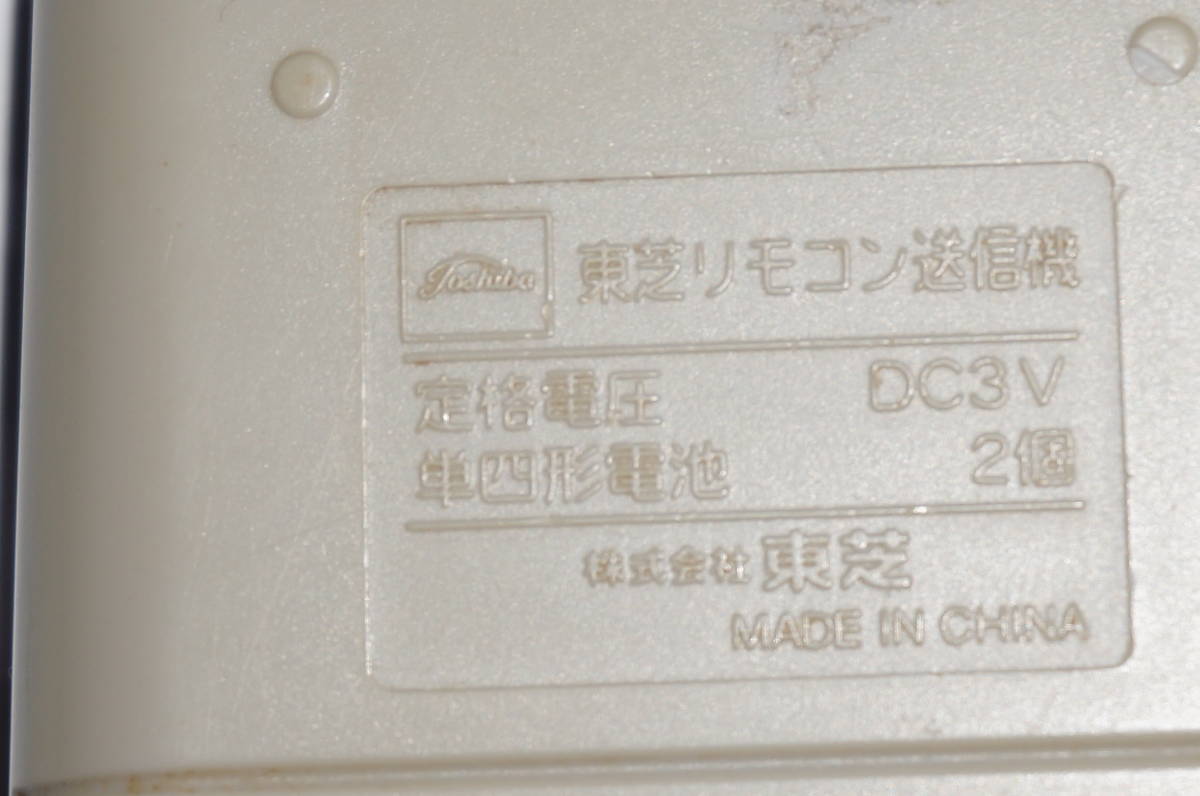 Toshiba 東芝リモコン送信機
定格電圧 DC3V
単四形電池 2個
株式会社 東芝
MADE IN CHINA